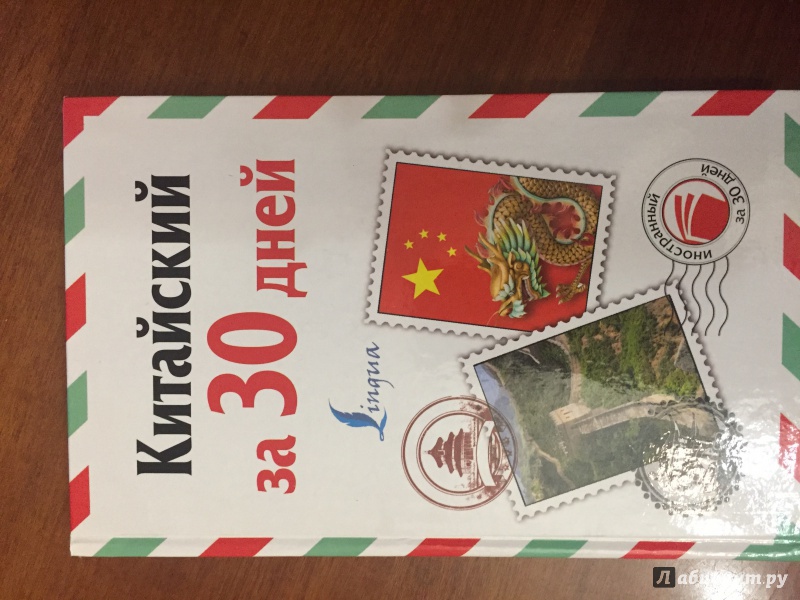 Китайский
за 30 дней
Lingua
иностранный
за 30 дней
Лабиринт.ру